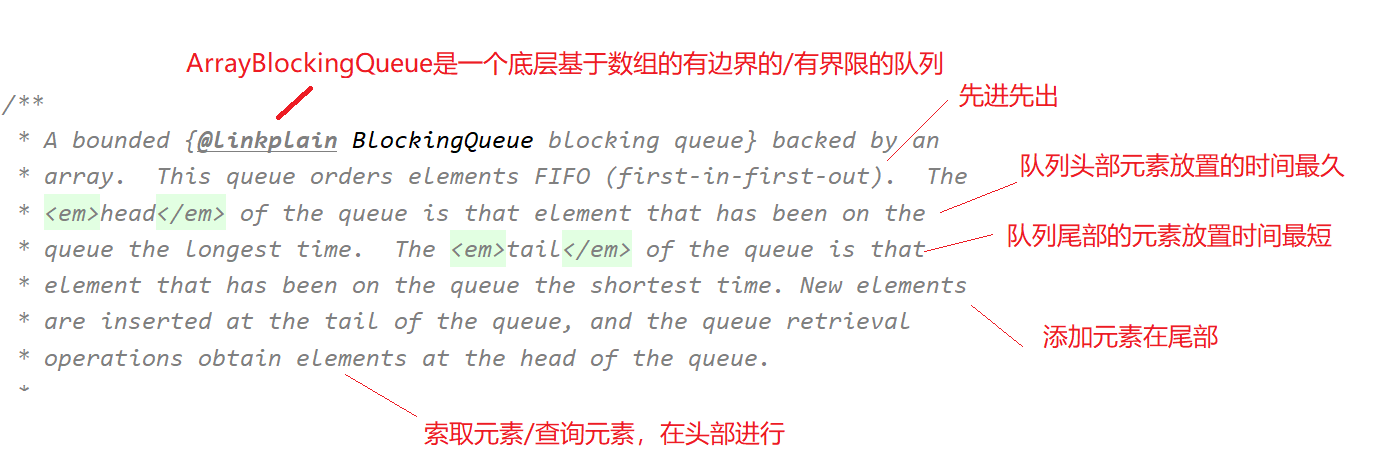 ArrayBlockingQueue是一个底层基于数组的有边界的/有界限的队列
先进先出
/**
* A bounded {@linkplain BlockingQueue blocking queue} backed by an
* array.  This queue orders elements FIFO (first-in-first-out).  The
队列头部元素放置的时间最久
* <em>head</em> of the queue is that element that has been on the
队列尾部的元素放置时间最短
* queue the longest time.  The <em>tail</em> of the queue is that
* element that has been on the queue the shortest time. New elements
* are inserted at the tail of the queue, and the queue retrieval
添加元素在尾部
* operations obtain elements at the head of the queue.
*
索取元素/查询元素，在头部进行